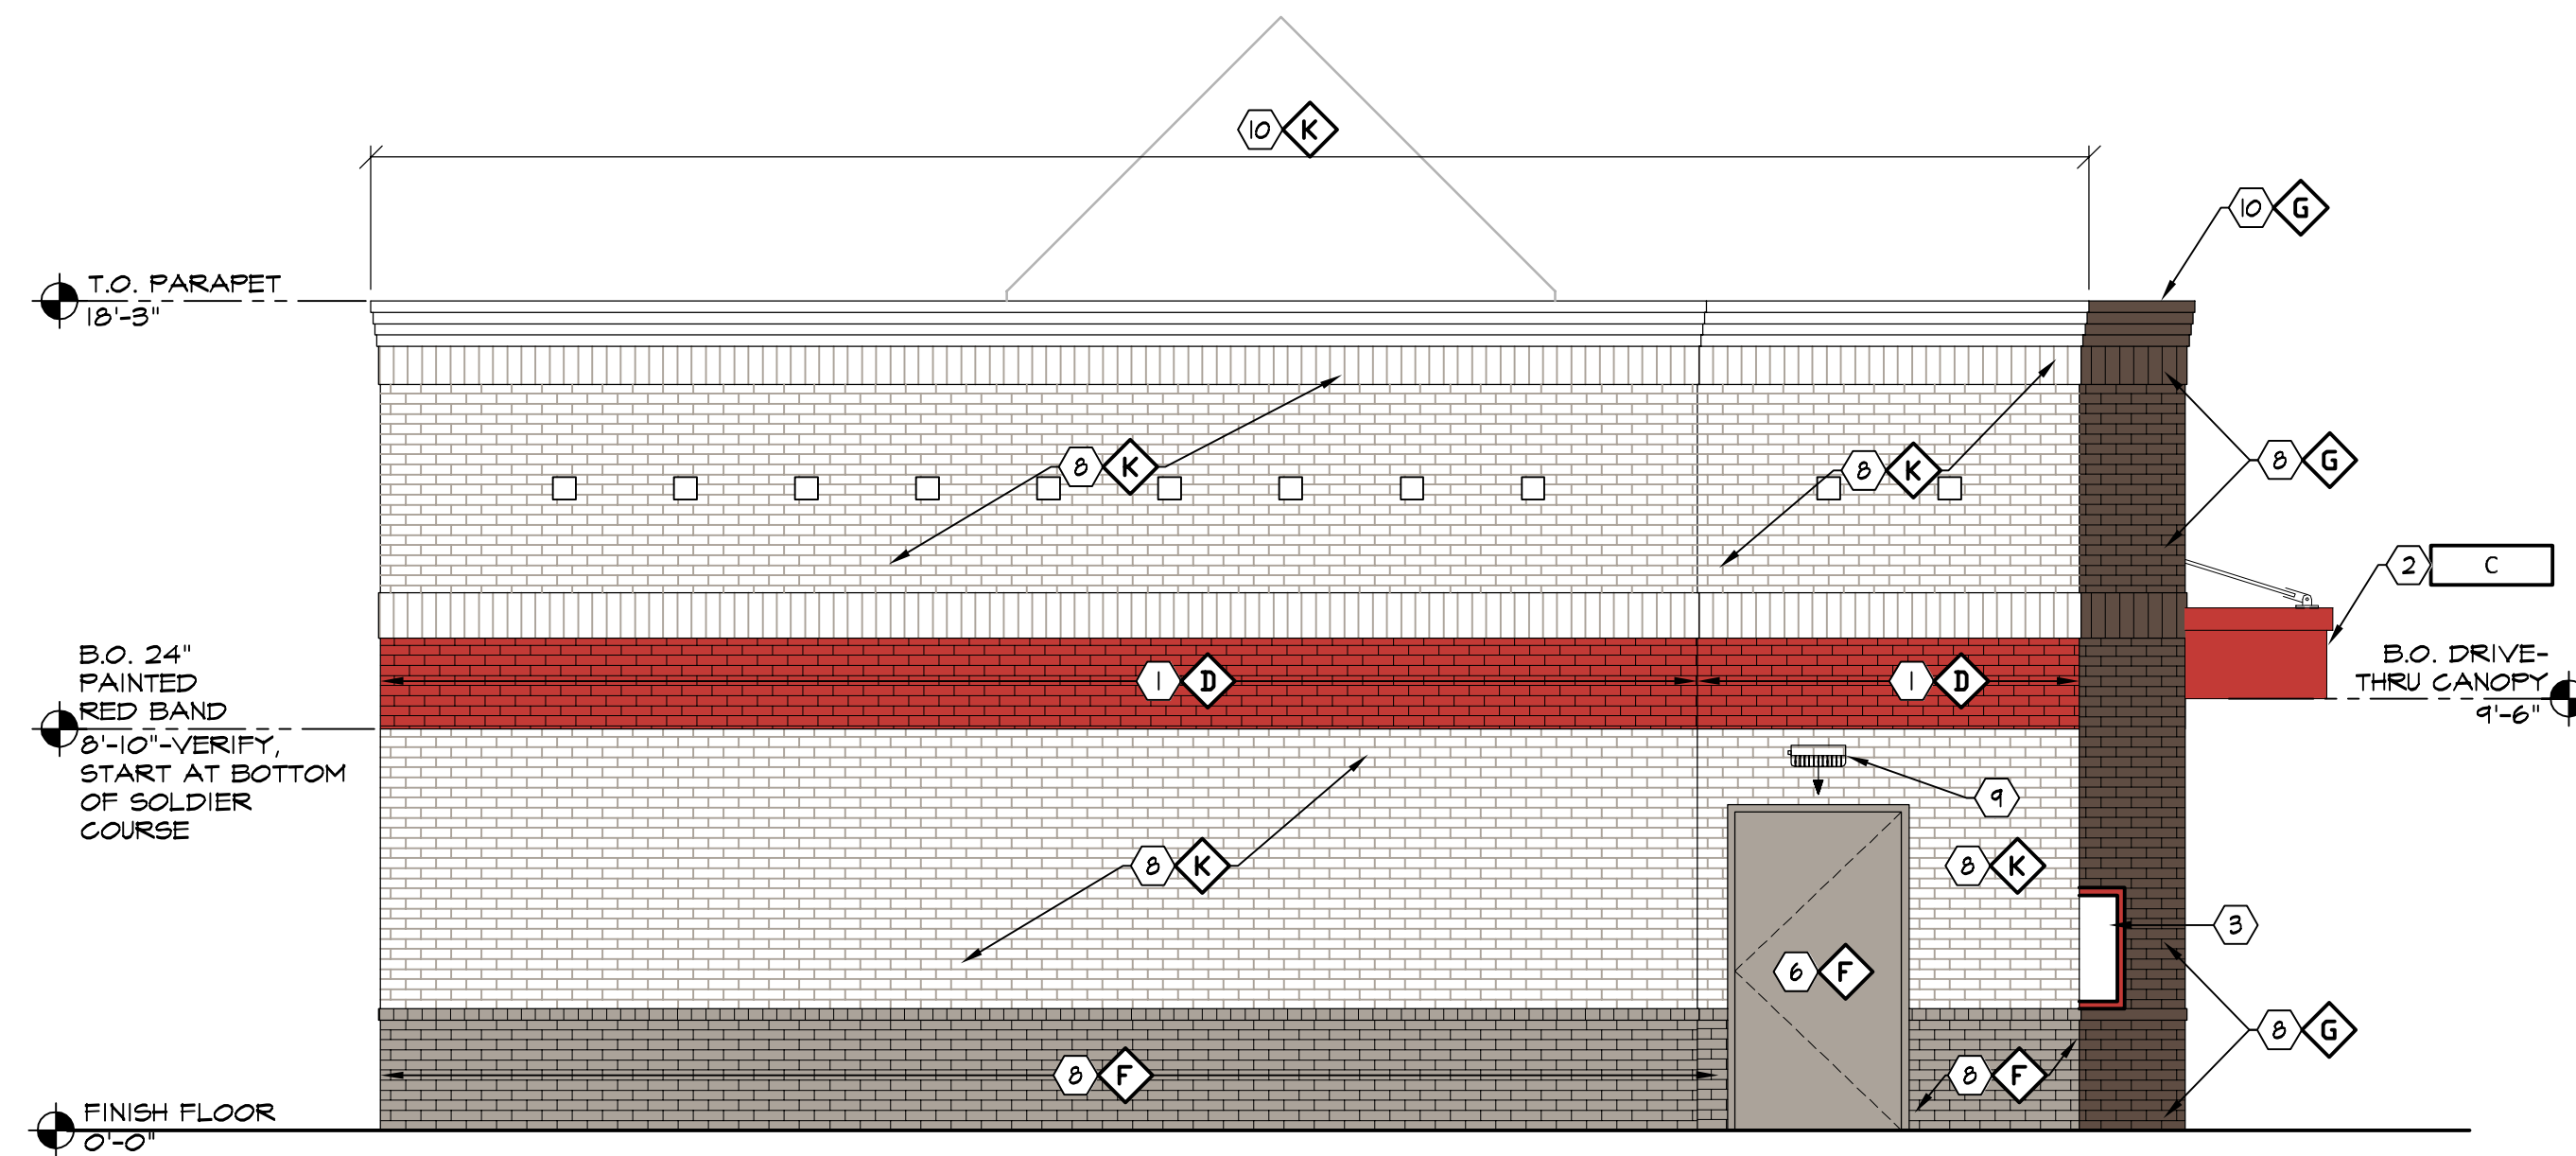 10 K
10 G
T.O. PARAPET
18'-3"
8 K
8 K
8 G
2 C
B.O. 24"
PAINTED
RED BAND
8'-10"-VERIFY,
START AT BOTTOM
OF SOLDIER
COURSE
1 D
1 D
B.O. DRIVE-
THRU CANOPY
9'-6"
9
8 K
8 K
3
6 F
8 G
8 F
8 F
FINISH FLOOR
0'-0"